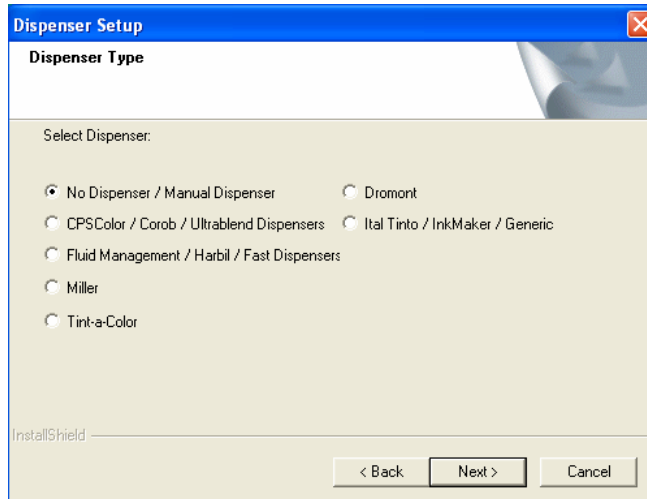 Dispenser Setup
Dispenser Type
Select Dispenser:
No Dispenser / Manual Dispenser
CPSColor / Corob / Ultrablend Dispensers
Fluid Management / Harbil / Fast Dispensers
Miller
Tint-a-Color
Dromont
Ital Tinto / InkMaker / Generic
InstallShield
< Back
Next >
Cancel